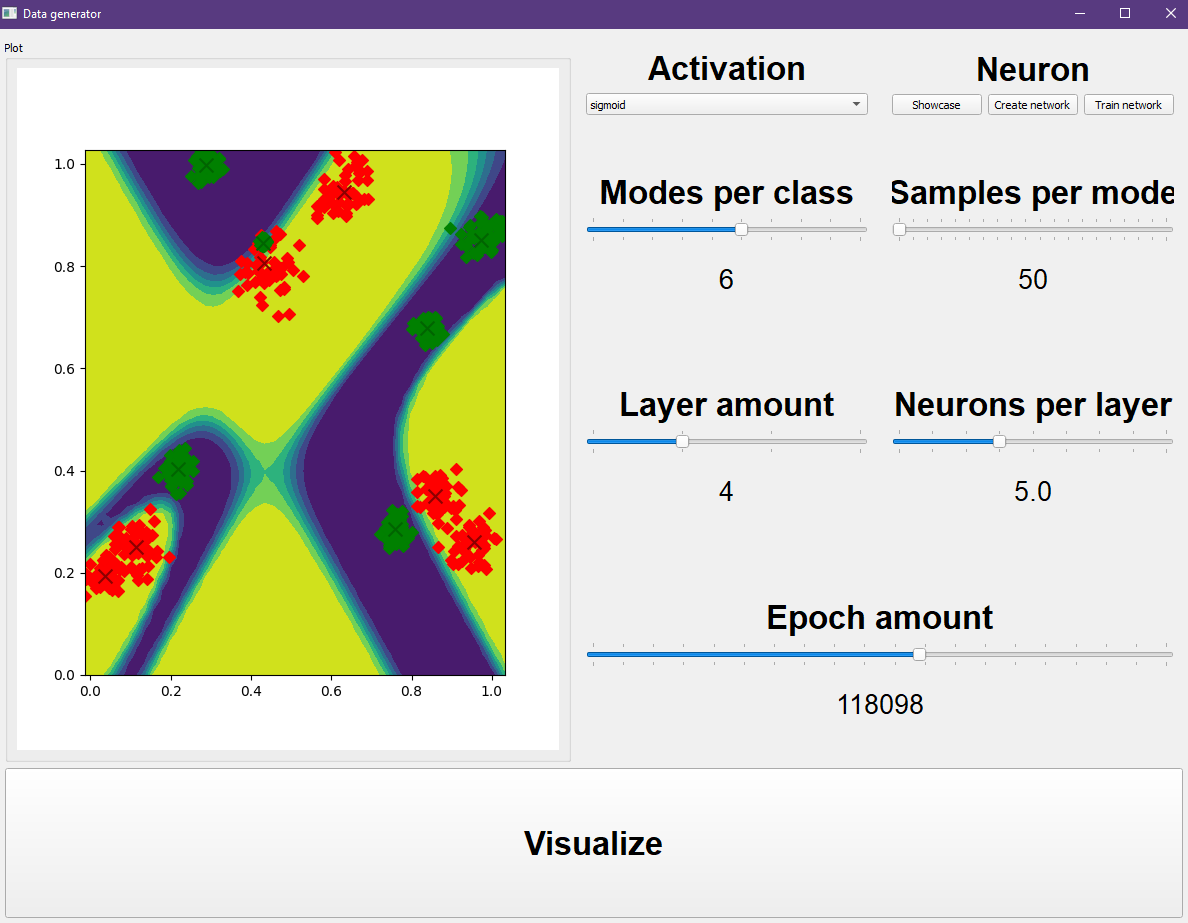 Data generator
Plot
1.0
0.8
0.6
0.4
0.2
0.0
0.0 0.2 0.4 0.6 0.8 1.0
Activation
sigmoid
Neuron
Showcase Create network Train network
Modes per class
6
Samples per mode
50
Layer amount
4
Neurons per layer
5.0
Epoch amount
118098
Visualize